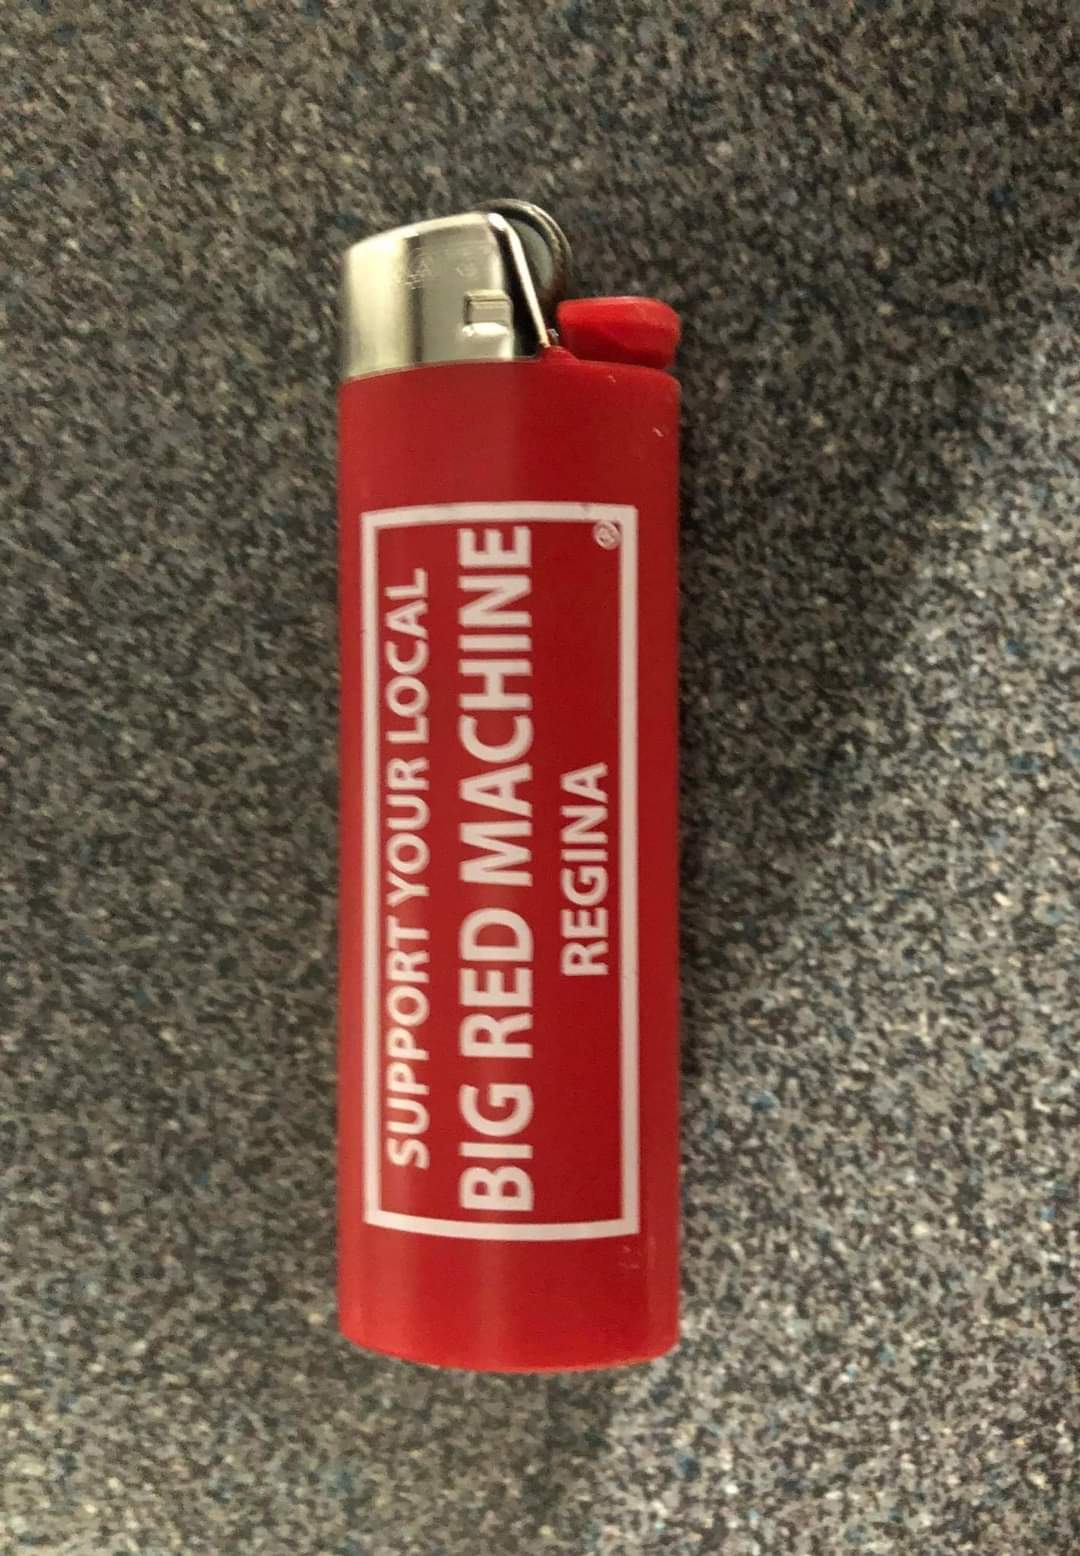 SUPPORT YOUR LOCAL
BIG RED MACHINE
REGINA
®